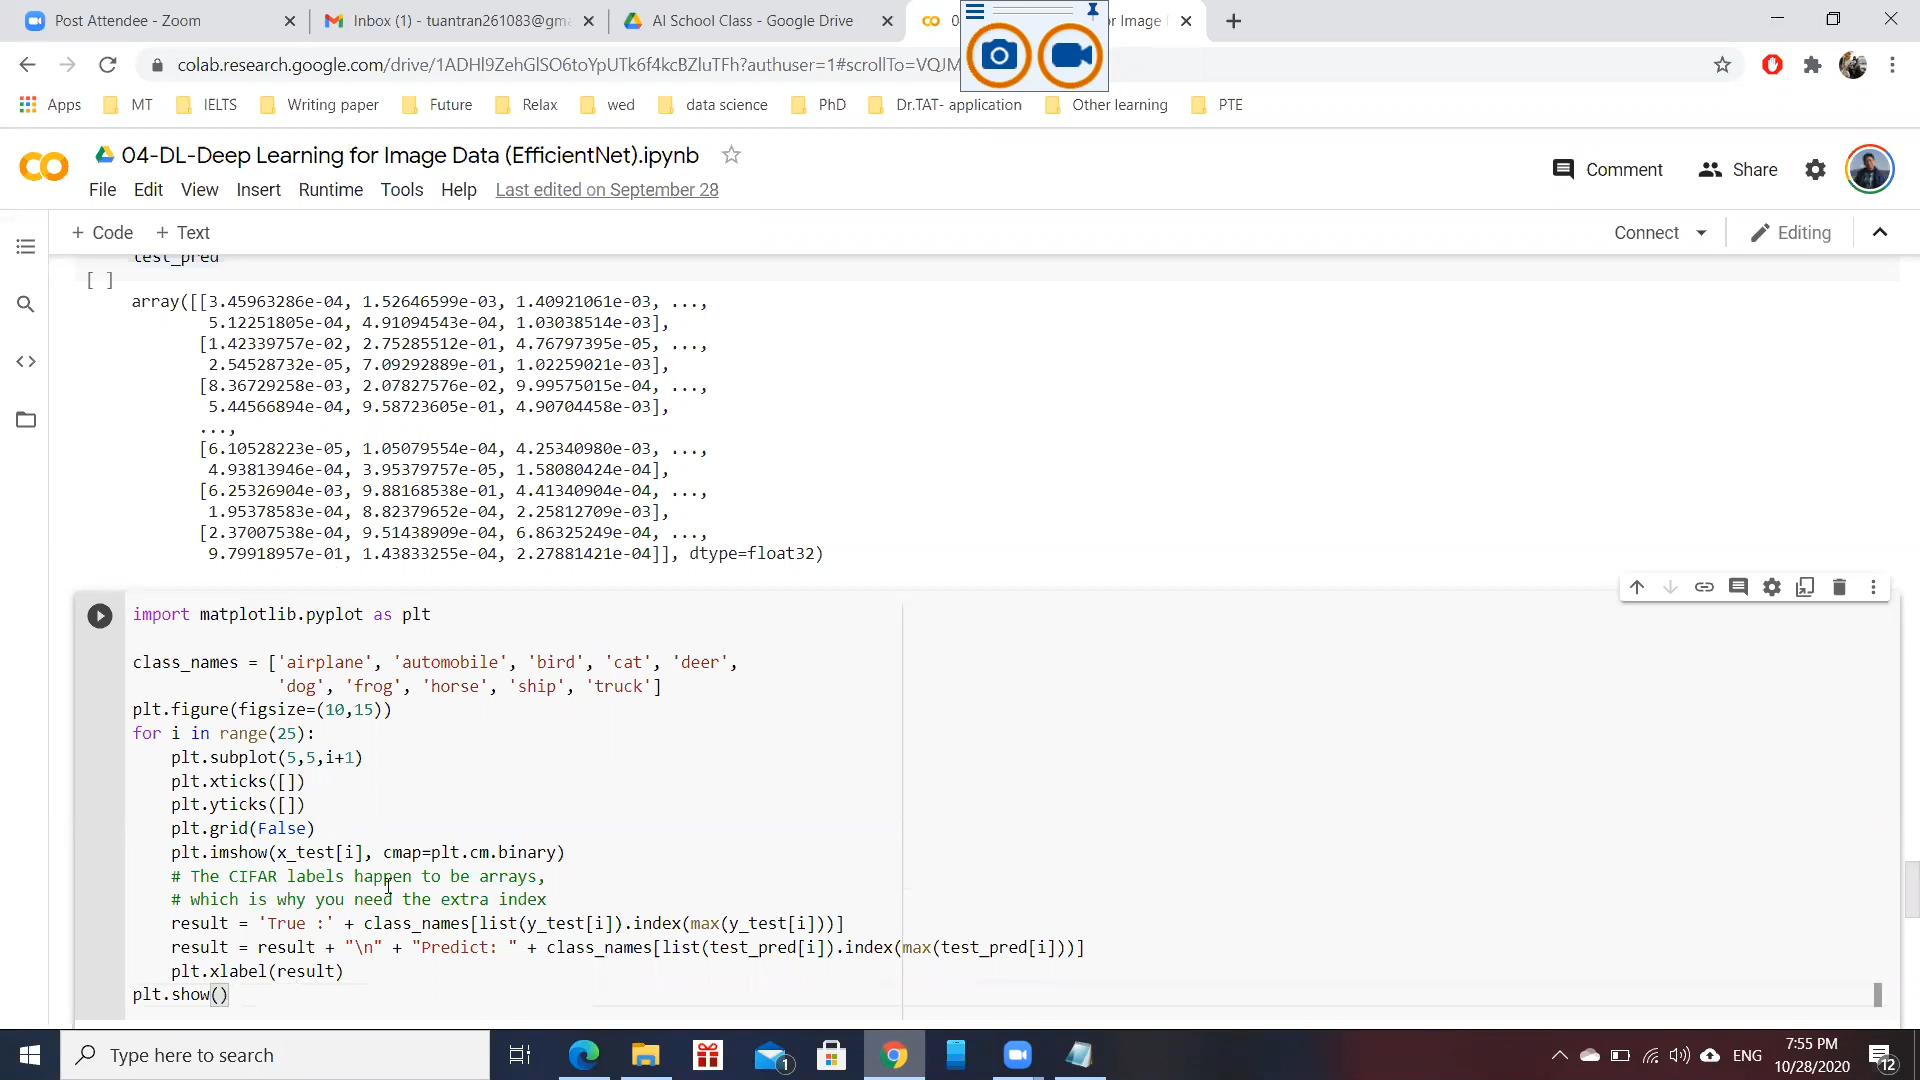 Post Attendee - Zoom
Inbox (1) - tuantran261083@gma
AI School Class - Google Drive
or Image
colab.research.google.com/drive/1ADHl9ZehGlSO6toYpUTk6f4kcBZluTFh?authuser=1#scrollTo=VQJM
Apps MT IELTS Writing paper Future Relax wed data science PhD Dr.TAT- application Other learning PTE
04-DL-Deep Learning for Image Data (EfficientNet).ipynb
Comment Share
File Edit View Insert Runtime Tools Help Last edited on September 28
+ Code + Text Connect Editing
test_pred
[ ]
array([[3.45963286e-04, 1.52646599e-03, 1.40921061e-03, ...,
5.12251805e-04, 4.91094543e-04, 1.03038514e-03],
[1.42339757e-02, 2.75285512e-01, 4.76797395e-05, ...,
2.54528732e-05, 7.09292889e-01, 1.02259021e-03],
[8.36729258e-03, 2.07827576e-02, 9.99575015e-04, ...,
5.44566894e-04, 9.58723605e-01, 4.90704458e-03],
...,
[6.10528223e-05, 1.05079554e-04, 4.25340980e-03, ...,
4.93813946e-04, 3.95379757e-05, 1.58080424e-04],
[6.25326904e-03, 9.88168538e-01, 4.41340904e-04, ...,
1.95378583e-04, 8.82379652e-04, 2.25812709e-03],
[2.37007538e-04, 9.51438909e-04, 6.86325249e-04, ...,
9.79918957e-01, 1.43833255e-04, 2.27881421e-04]], dtype=float32)
import matplotlib.pyplot as plt
class_names = ['airplane', 'automobile', 'bird', 'cat', 'deer',
'dog', 'frog', 'horse', 'ship', 'truck']
plt.figure(figsize=(10,15))
for i in range(25):
plt.subplot(5,5,i+1)
plt.xticks([])
plt.yticks([])
plt.grid(False)
plt.imshow(x_test[i], cmap=plt.cm.binary)
# The CIFAR labels happen to be arrays,
# which is why you need the extra index
result = 'True :' + class_names[list(y_test[i]).index(max(y_test[i]))]
result = result + "\n" + "Predict: " + class_names[list(test_pred[i]).index(max(test_pred[i]))]
plt.xlabel(result)
plt.show()
Type here to search
1
ENG
7:55 PM
10/28/2020
12